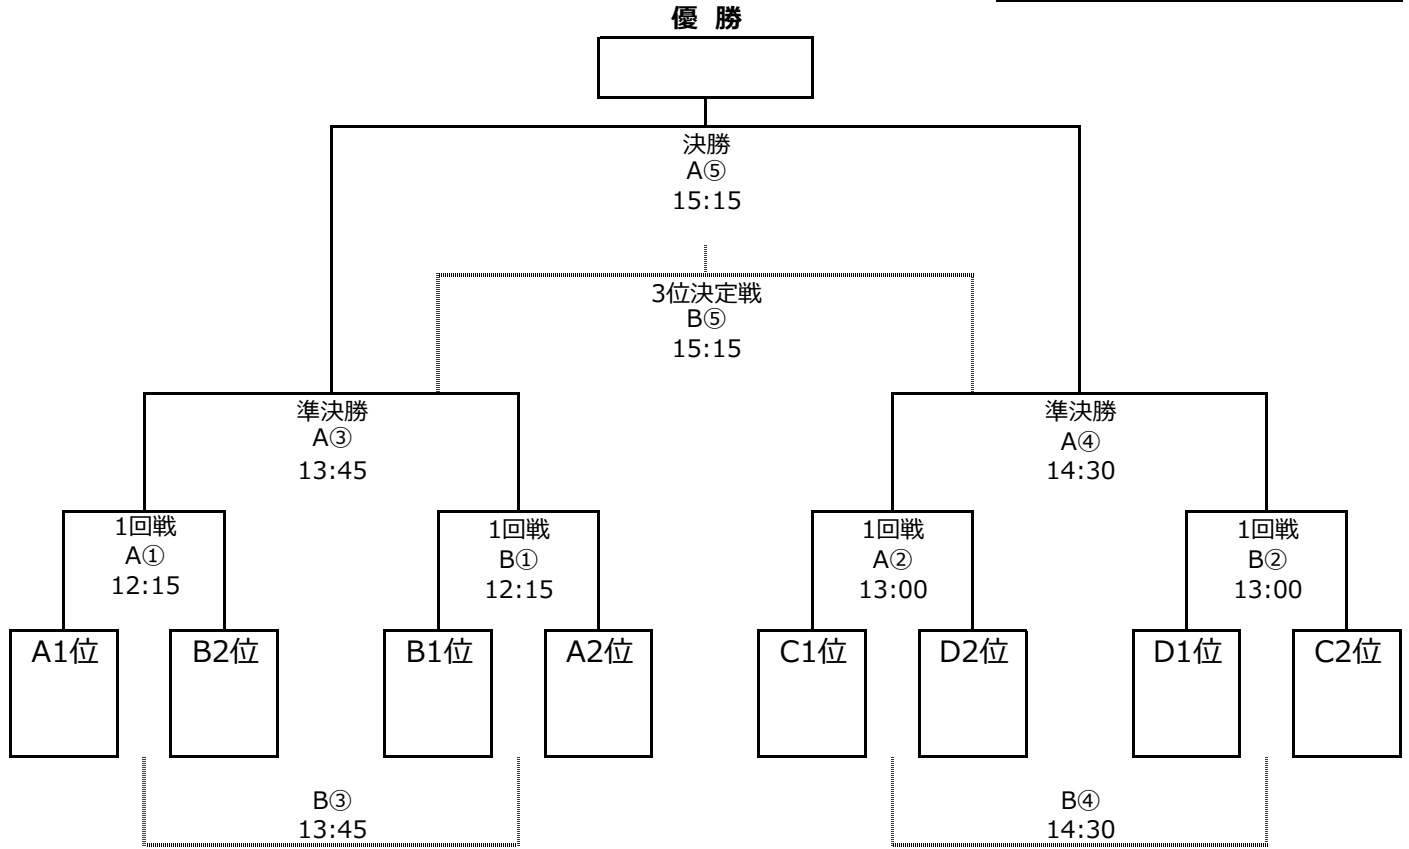 優 勝
決勝
A⑤
15:15
3位決定戦
B⑤
15:15
準決勝
A③
13:45
準決勝
A④
14:30
1回戦
A①
12:15
1回戦
B①
12:15
1回戦
A②
13:00
1回戦
B②
13:00
A1位
B2位
B1位
A2位
C1位
D2位
D1位
C2位
B③
13:45
B④
14:30